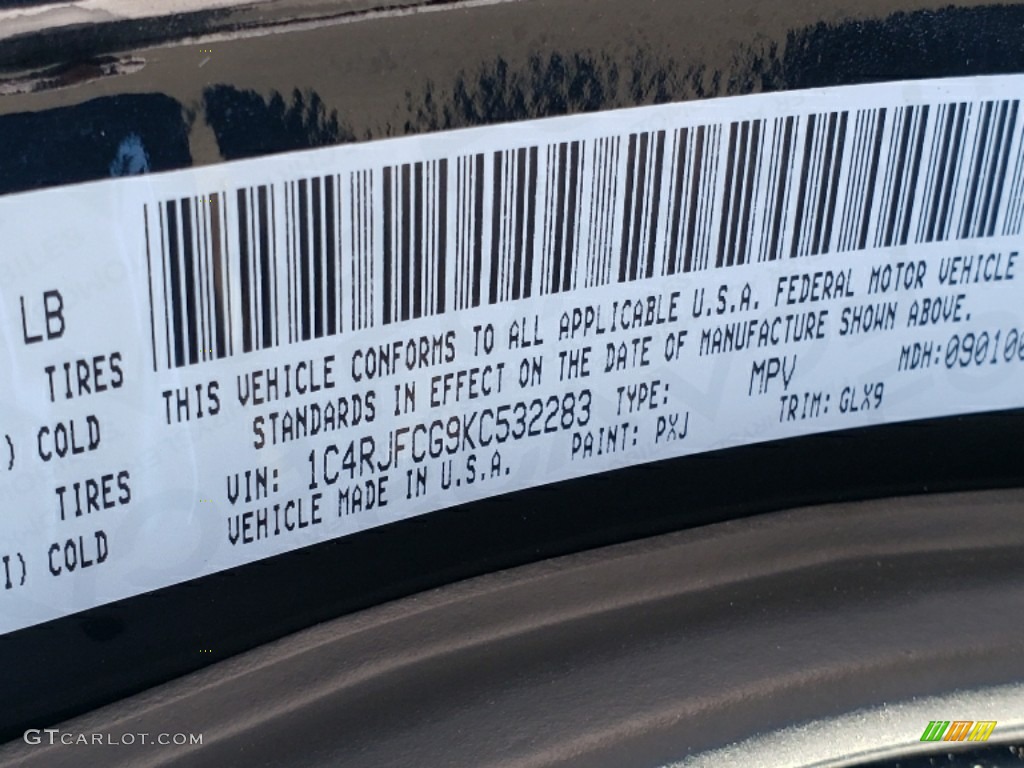 LB
TIRES
) COLD
TIRES
I) COLD
THIS VEHICLE CONFORMS TO ALL APPLICABLE U.S.A. FEDERAL MOTOR VEHICLE
STANDARDS IN EFFECT ON THE DATE OF MANUFACTURE SHOWN ABOVE.
VIN: 1C4RJFCG9KC532283 TYPE: MPV MDH:09010
VEHICLE MADE IN U.S.A. PAINT: PXJ TRIM: GLX9
GTCARLOT.COM